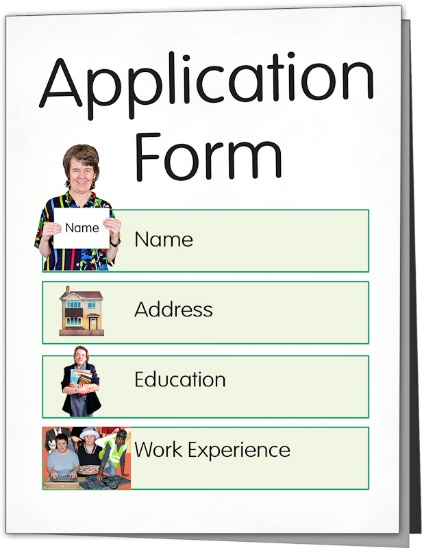 Application
Form
Name
Name
Address
Education
Work Experience